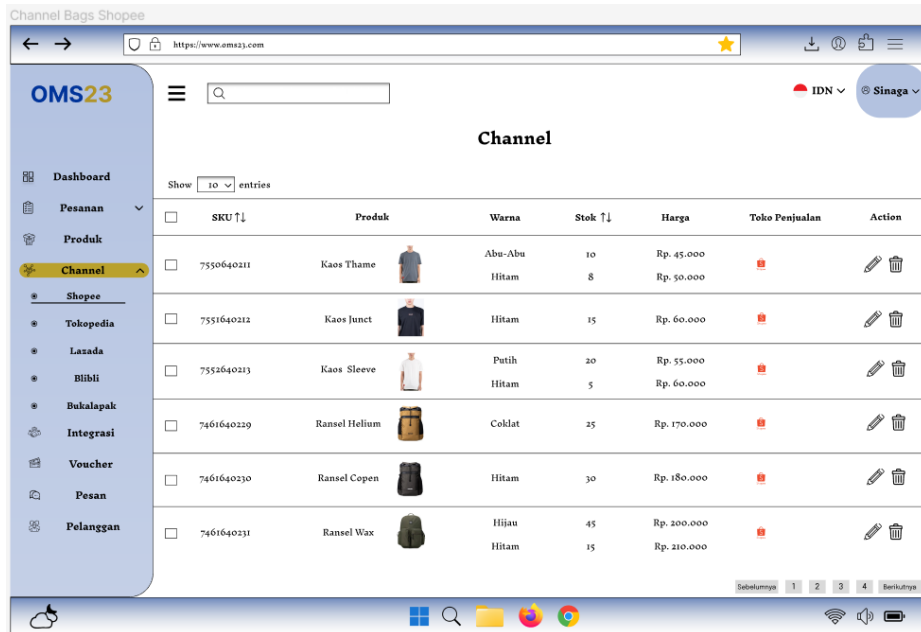 Channel Bags Shopee
https://www.oms23.com
OMS23
IDN
Sinaga
Channel
Dashboard
Pesanan
Produk
Channel
Shopee
Tokopedia
Lazada
Blibli
Bukalapak
Integrasi
Voucher
Pesan
Pelanggan
Show 10 entries
SKU ↑↓ Produk Warna Stok ↑↓ Harga Toko Penjualan Action
7550640211 Kaos Thame Abu-Abu 10 Rp. 45.000
Hitam 8 Rp. 50.000
7551640212 Kaos Junct Hitam 15 Rp. 60.000
7552640213 Kaos Sleeve Putih 20 Rp. 55.000
Hitam 5 Rp. 60.000
7461640229 Ransel Helium Coklat 25 Rp. 170.000
7461640230 Ransel Copen Hitam 30 Rp. 180.000
7461640231 Ransel Wax Hijau 45 Rp. 200.000
Hitam 15 Rp. 210.000
Sebelumnya 1 2 3 4 Berikutnya